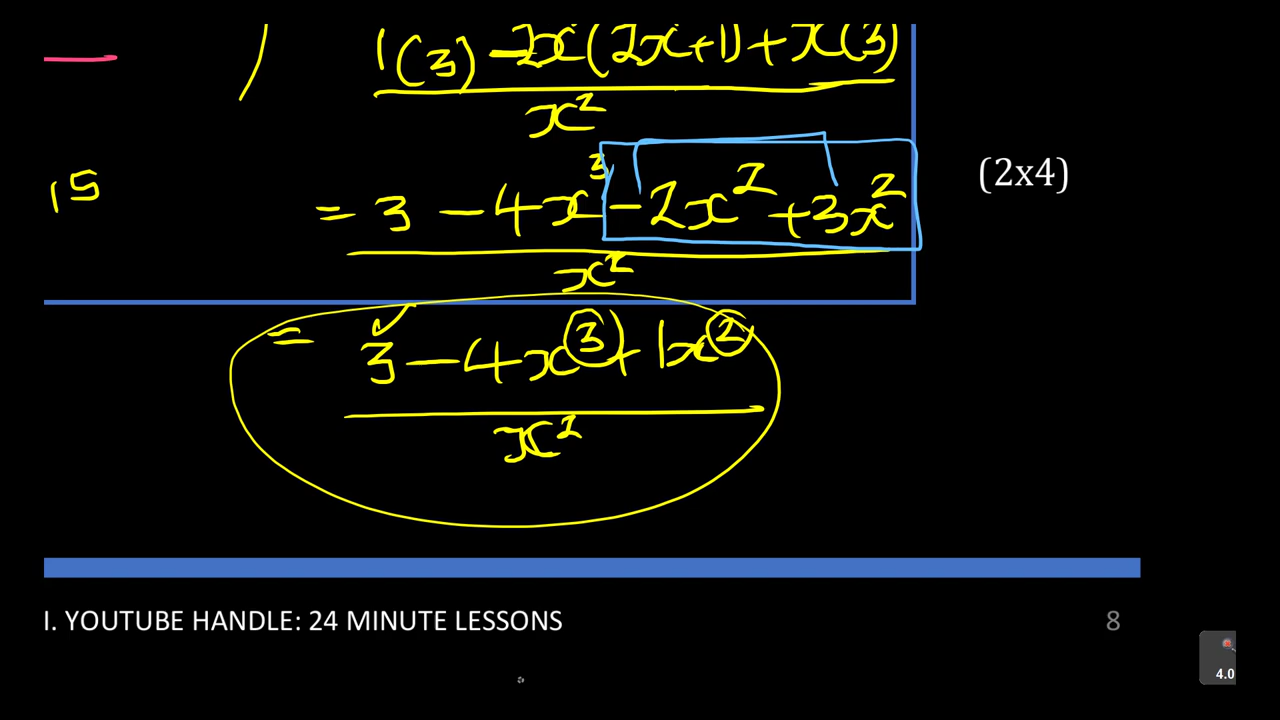 1(3) - 2x(2x+1) + x(3)
x²
15
= 3 - 4x³ - 2x² + 3x²
(2x4)
x²
= 3 - 4x³ + 1x²
x²
I. YOUTUBE HANDLE: 24 MINUTE LESSONS
8
4.0